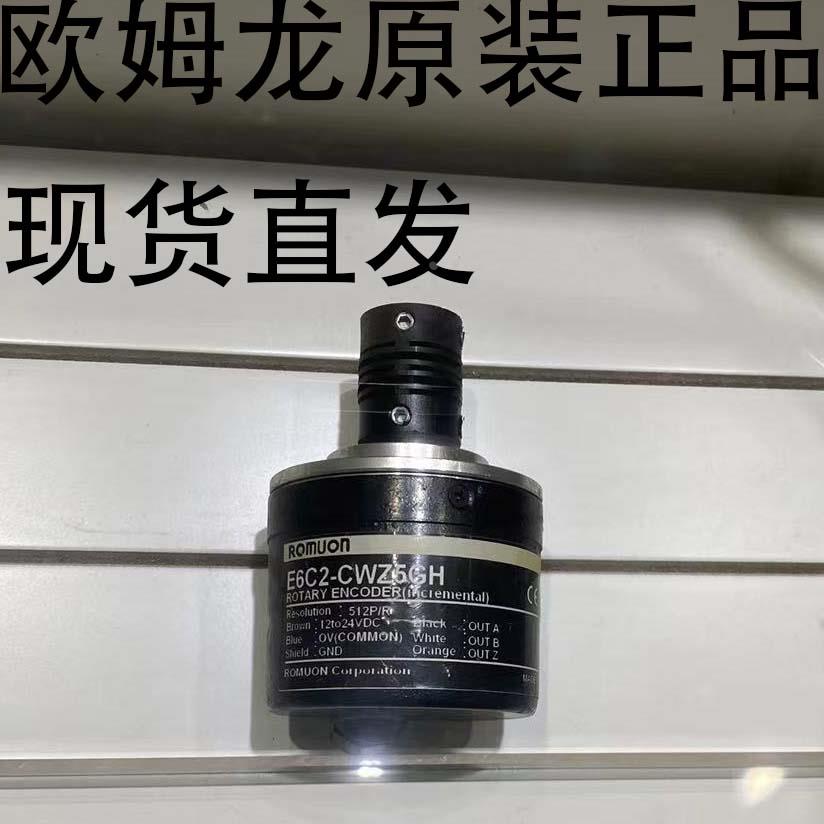 欧姆龙原装正品
现货直发
ROMUON
E6C2-CWZ5GH
ROTARY ENCODER(incremental)
Resolution : 512P/R
Brown :12to24VDC Black :OUT A
Blue :0V(COMMON) White :OUT B
Shield :GND Orange :OUT Z
ROMUON Corporation
CE